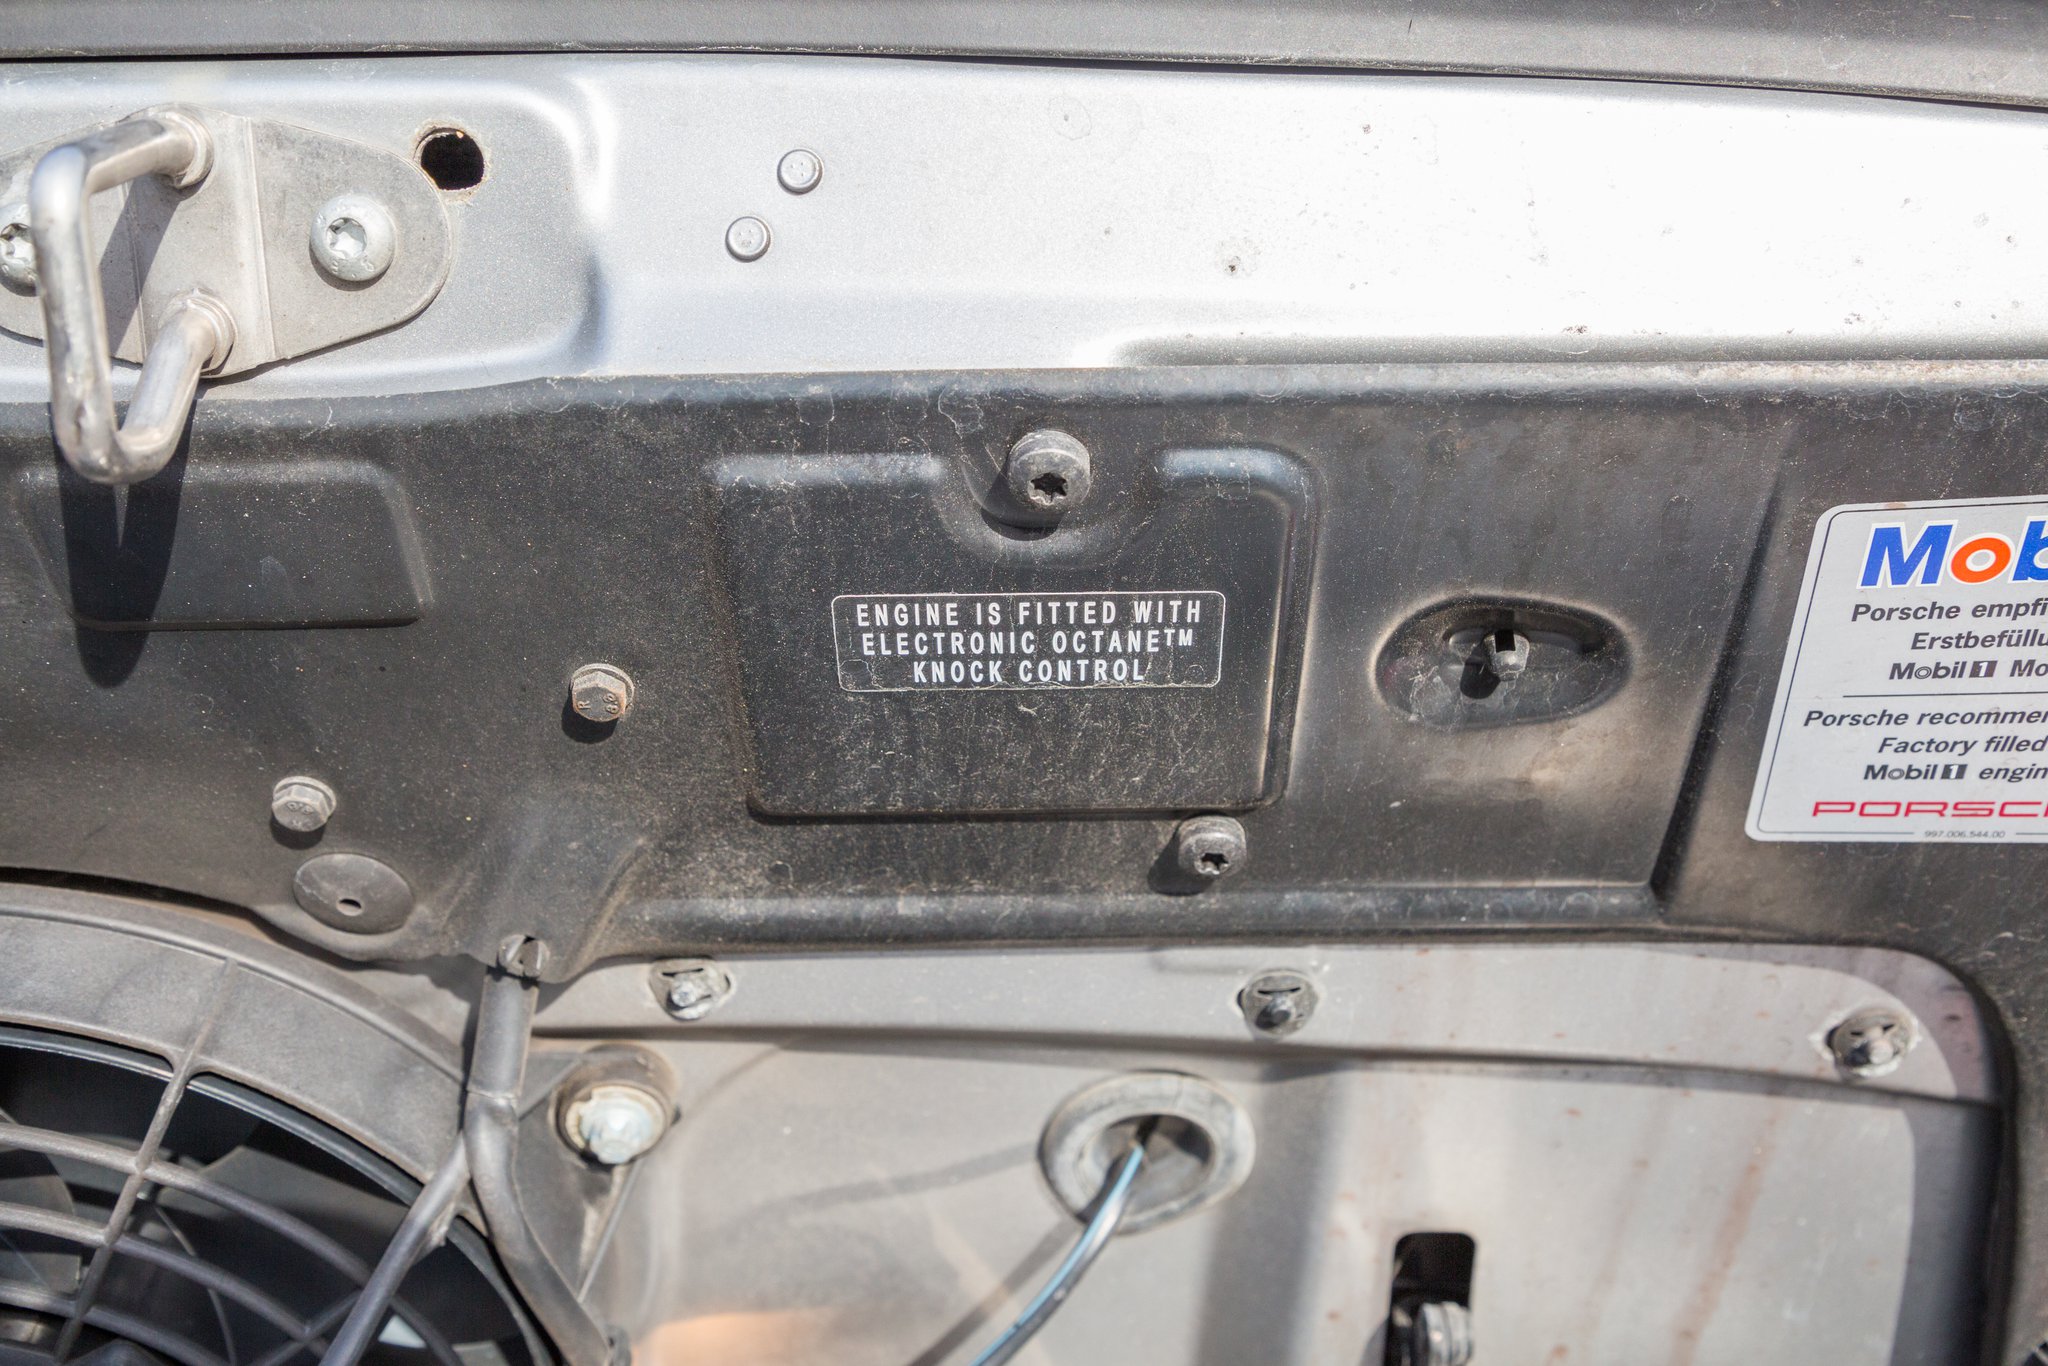 ENGINE IS FITTED WITH
ELECTRONIC OCTANE™
KNOCK CONTROL
Mob
Porsche empfi
Erstbefüllu
Mobil 1 Mo
Porsche recommen
Factory filled
Mobil 1 engin
PORSC
997.006.544.00